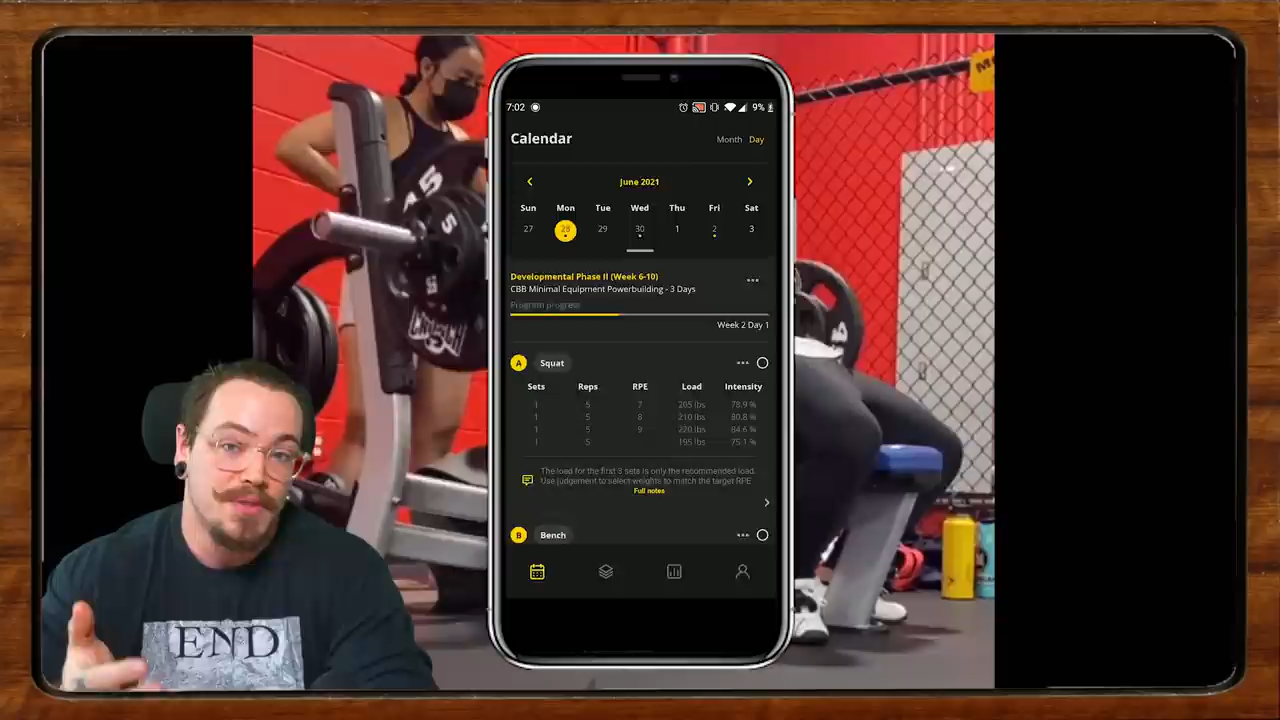 7:02
9%
Calendar
Month Day
June 2021
Sun Mon Tue Wed Thu Fri Sat
27 28 29 30 1 2 3
Developmental Phase II (Week 6-10)
CBB Minimal Equipment Powerbuilding - 3 Days
Program progress
Week 2 Day 1
A Squat
Sets Reps RPE Load Intensity
1 5 7 205 lbs 78.9 %
1 5 8 210 lbs 80.8 %
1 5 9 220 lbs 84.6 %
1 5 195 lbs 75.1 %
The load for the first 3 sets is only the recommended load.
Use judgement to select weights to match the target RPE
Full notes
B Bench
END
5
5
CRUNCH